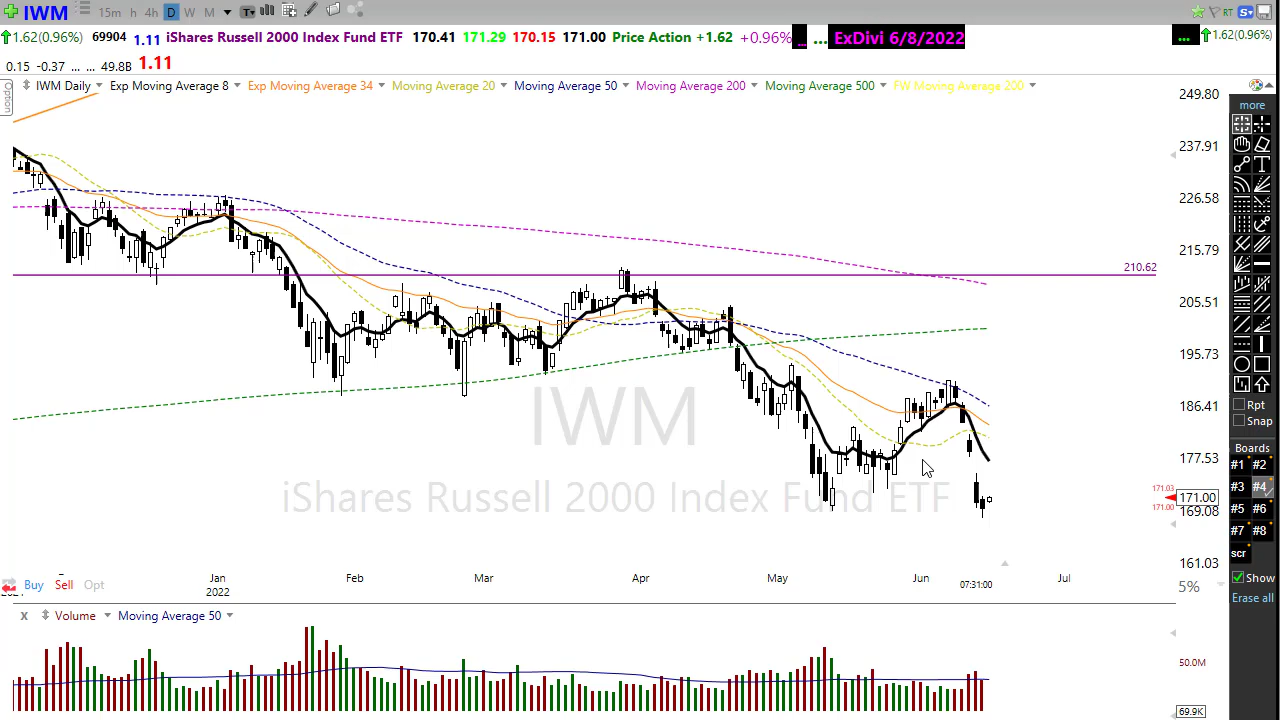 IWM 15m h 4h D W M T RT S
1.62(0.96%) 69904 1.11 iShares Russell 2000 Index Fund ETF 170.41 171.29 170.15 171.00 Price Action +1.62 +0.96% ... ... ExDivi 6/8/2022 ... 1.62(0.96%)
0.15 -0.37 ... ... 49.8B 1.11
Option
IWM Daily Exp Moving Average 8 Exp Moving Average 34 Moving Average 20 Moving Average 50 Moving Average 200 Moving Average 500 FW Moving Average 200
249.80
237.91
226.58
215.79
210.62
205.51
195.73
186.41
177.53
171.03
171.00
171.00
169.08
161.03
5%
IWM
iShares Russell 2000 Index Fund ETF
Jan Feb Mar Apr May Jun Jul
2022 07:31:00
Buy Sell Opt
X Volume Moving Average 50
50.0M
69.9K
more
Rpt
Snap
Boards
#1 #2
#3 #4
#5 #6
#7 #8
scr
Show
Erase all